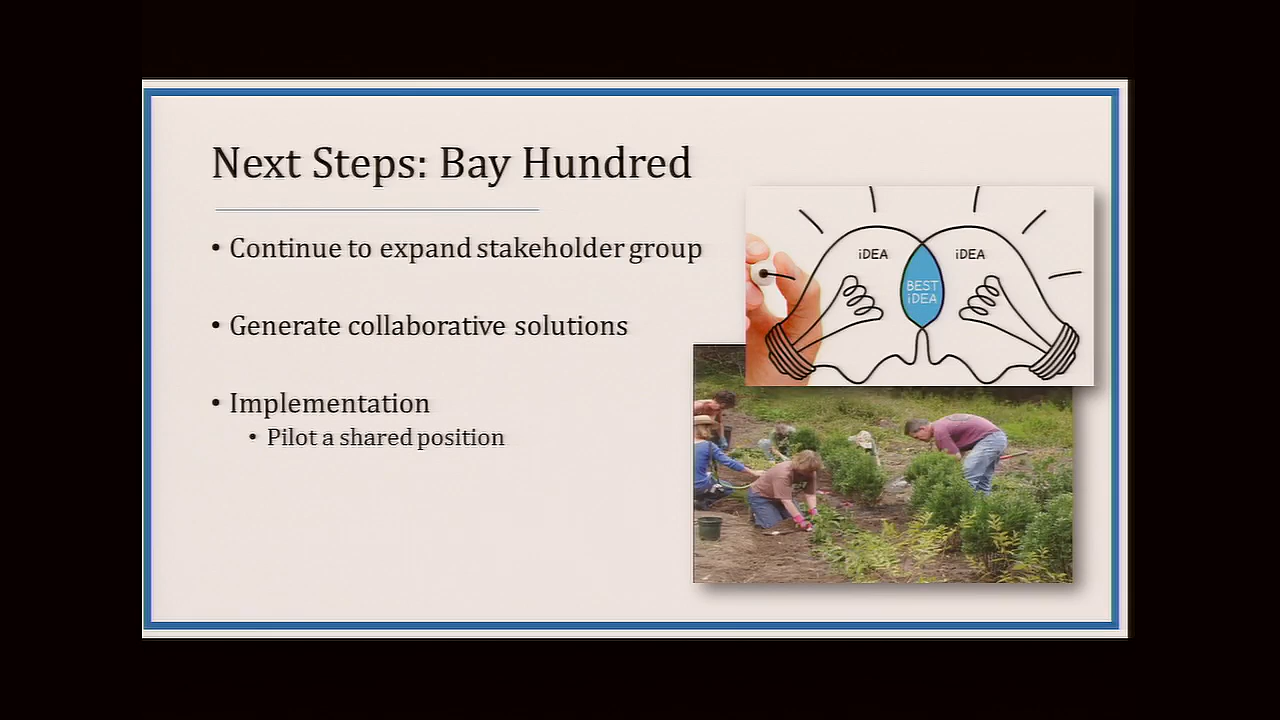 Next Steps: Bay Hundred
• Continue to expand stakeholder group
• Generate collaborative solutions
• Implementation
• Pilot a shared position
iDEA
iDEA
BEST
iDEA